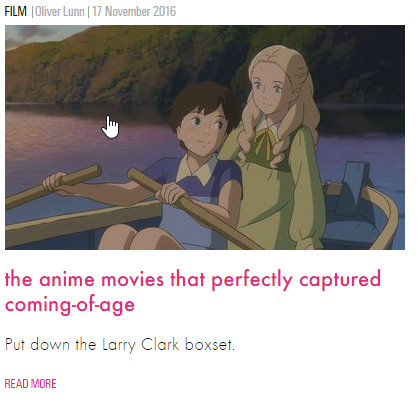 FILM | Oliver Lunn | 17 November 2016
the anime movies that perfectly captured
coming-of-age
Put down the Larry Clark boxset.
READ MORE